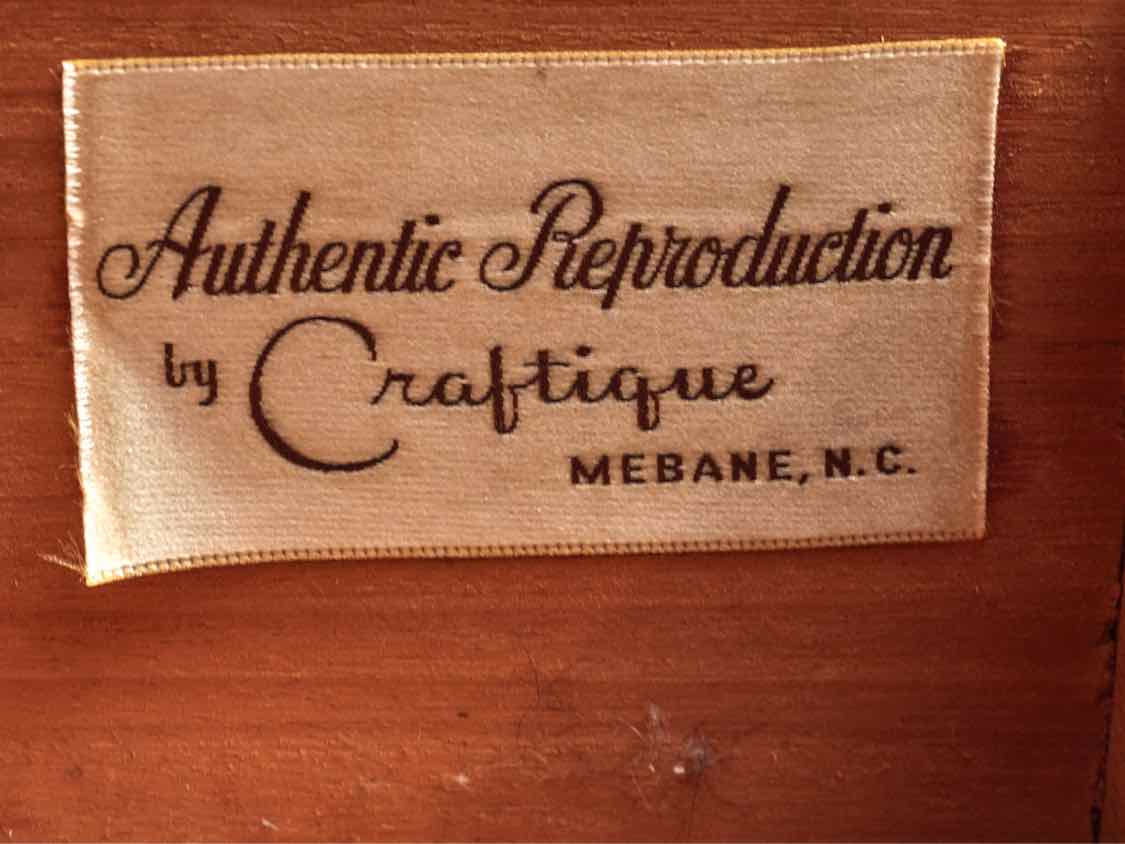 Authentic Reproduction
by Craftique
MEBANE, N.C.